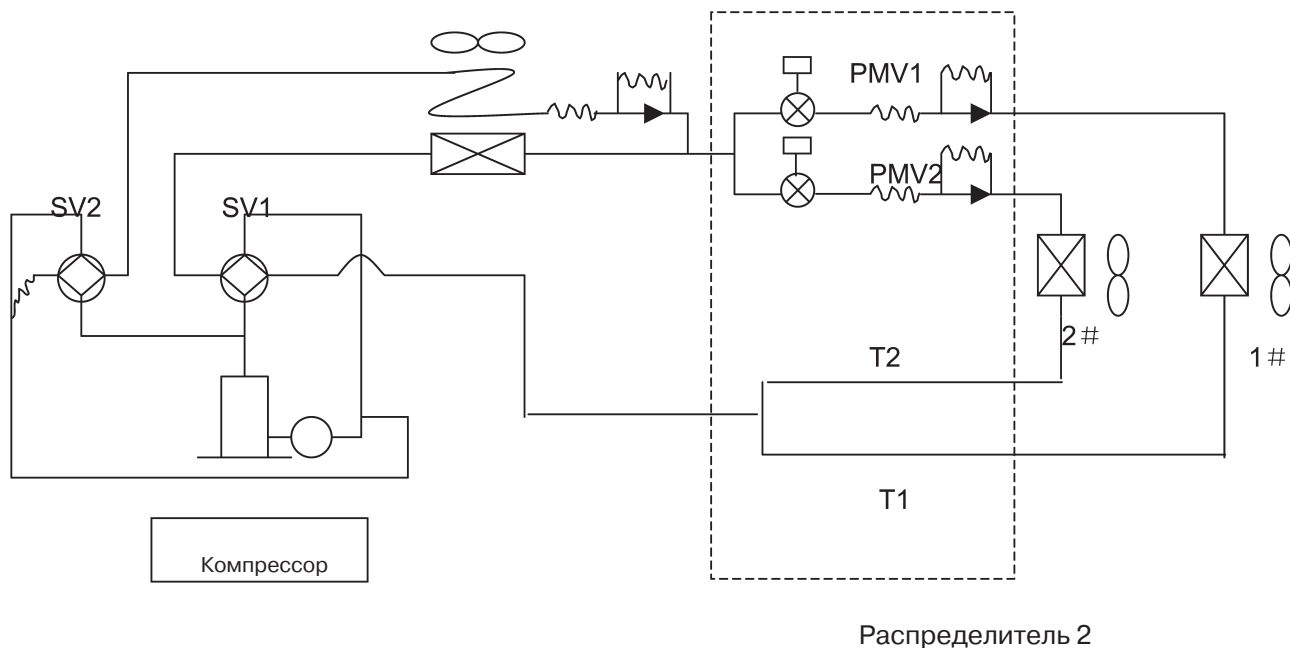 PMV1
PMV2
SV2
SV1
2#
T2
1#
T1
Компрессор
Распределитель 2